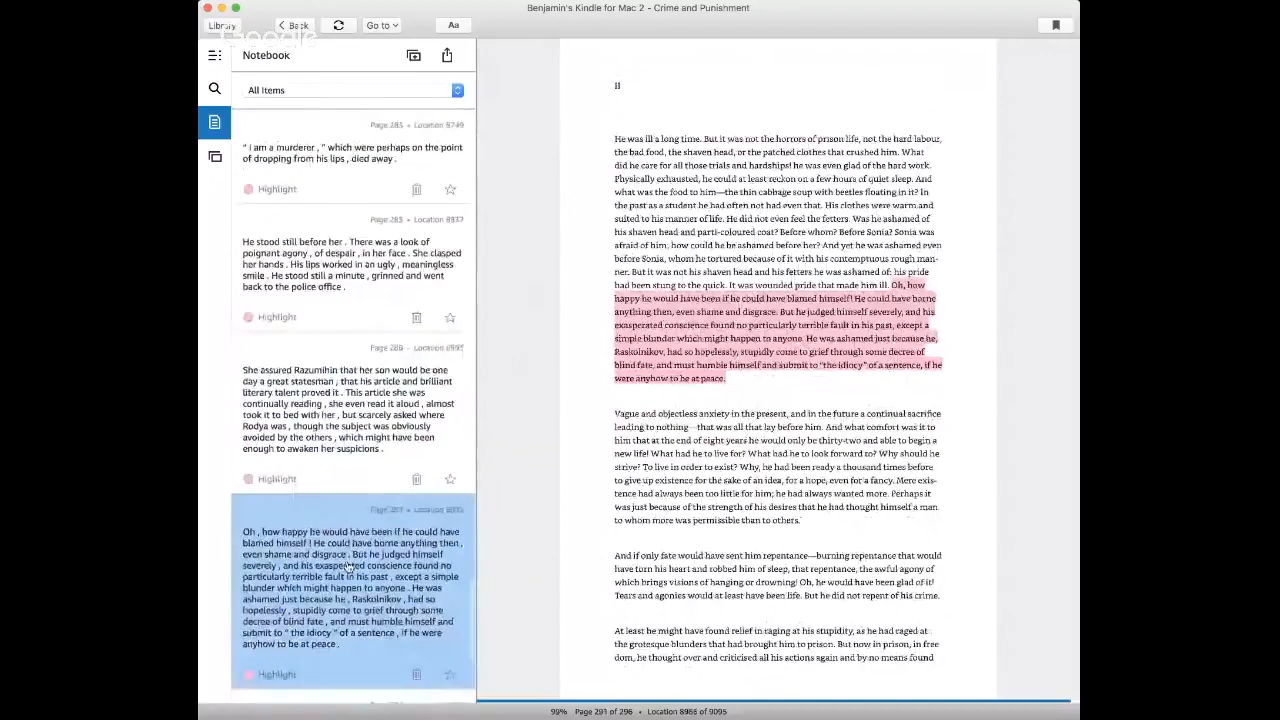 Benjamin's Kindle for Mac 2 - Crime and Punishment
Library
Back
Go to
Aa
Google
Notebook
All Items
Page 283 • Location 8749
" I am a murderer , " which were perhaps on the point
of dropping from his lips , died away .
Highlight
Page 285 • Location
He stood still before her . There was a look of
poignant agony , of despair , in her face . She clasped
her hands . His lips worked in an ugly , meaningless
smile . He stood still a minute , grinned and went
back to the police office .
Highlight
Page 286 • Location
She assured Razumihin that her son would be one
day a great statesman , that his article and brilliant
literary talent proved it . This article she was
continually reading , she even read it aloud , almost
took it to bed with her , but scarcely asked where
Rodya was , though the subject was obviously
avoided by the others , which might have been
enough to awaken her suspicions .
Highlight
Page 291 • Location
Oh , how happy he would have been if he could have
blamed himself ! He could have borne anything then ,
even shame and disgrace . But he judged himself
severely , and his exasperated conscience found no
particularly terrible fault in his past , except a simple
blunder which might happen to anyone . He was
ashamed just because he , Raskolnikov , had so
hopelessly , stupidly come to grief through some
decree of blind fate , and must humble himself and
submit to " the idiocy " of a sentence , if he were
anyhow to be at peace .
Highlight
II
He was ill a long time. But it was not the horrors of prison life, not the hard labour,
the bad food, the shaven head, or the patched clothes that crushed him. What
did he care for all those trials and hardships! he was even glad of the hard work.
Physically exhausted, he could at least reckon on a few hours of quiet sleep. And
what was the food to him—the thin cabbage soup with beetles floating in it? In
the past as a student he had often not had even that. His clothes were warm and
suited to his manner of life. He did not even feel the fetters. Was he ashamed of
his shaven head and parti-coloured coat? Before whom? Before Sonia? Sonia was
afraid of him, how could he be ashamed before her? And yet he was ashamed even
before Sonia, whom he tortured because of it with his contemptuous rough man-
ner. But it was not his shaven head and his fetters he was ashamed of: his pride
had been stung to the quick. It was wounded pride that made him ill. Oh, how
happy he would have been if he could have blamed himself! He could have borne
anything then, even shame and disgrace. But he judged himself severely, and his
exasperated conscience found no particularly terrible fault in his past, except a
simple blunder which might happen to anyone. He was ashamed just because he,
Raskolnikov, had so hopelessly, stupidly come to grief through some decree of
blind fate, and must humble himself and submit to “the idiocy” of a sentence, if he
were anyhow to be at peace.
Vague and objectless anxiety in the present, and in the future a continual sacrifice
leading to nothing—that was all that lay before him. And what comfort was it to
him that at the end of eight years he would only be thirty-two and able to begin a
new life! What had he to live for? What had he to look forward to? Why should he
strive? To live in order to exist? Why, he had been ready a thousand times before
to give up existence for the sake of an idea, for a hope, even for a fancy. Mere exis-
tence had always been too little for him; he had always wanted more. Perhaps it
was just because of the strength of his desires that he had thought himself a man
to whom more was permissible than to others.
And if only fate would have sent him repentance—burning repentance that would
have torn his heart and robbed him of sleep, that repentance, the awful agony of
which brings visions of hanging or drowning! Oh, he would have been glad of it!
Tears and agonies would at least have been life. But he did not repent of his crime.
At least he might have found relief in raging at his stupidity, as he had raged at
the grotesque blunders that had brought him to prison. But now in prison, in free
dom, he thought over and criticised all his actions again and by no means found
99% Page 291 of 296 • Location 8986 of 9095